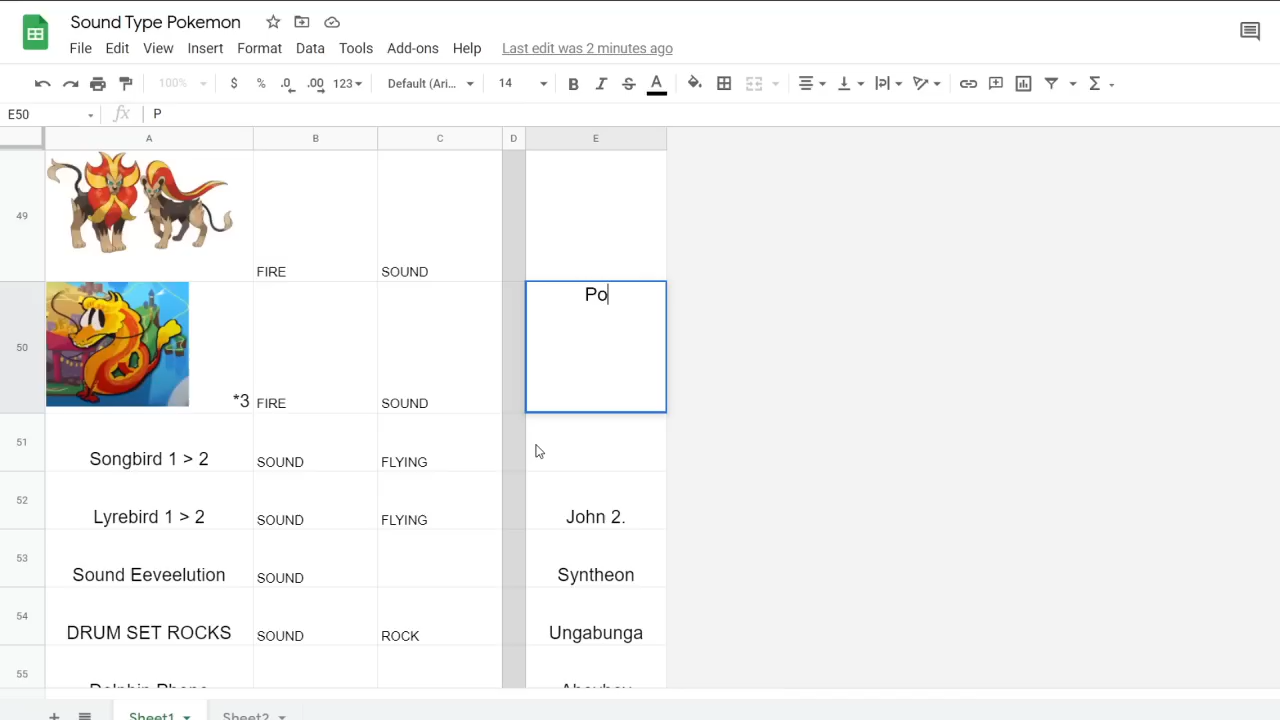 Sound Type Pokemon
File Edit View Insert Format Data Tools Add-ons Help Last edit was 2 minutes ago
100% $ % .0 .00 123 Default (Ari... 14 B I S A
E50 fx P
A B C D E
49 FIRE SOUND
Po
50 *3 FIRE SOUND
51 Songbird 1 > 2 SOUND FLYING
52 Lyrebird 1 > 2 SOUND FLYING John 2.
53 Sound Eeveelution SOUND Syntheon
54 DRUM SET ROCKS SOUND ROCK Ungabunga
55 Dolphin Phone
+ Sheet1 Sheet2